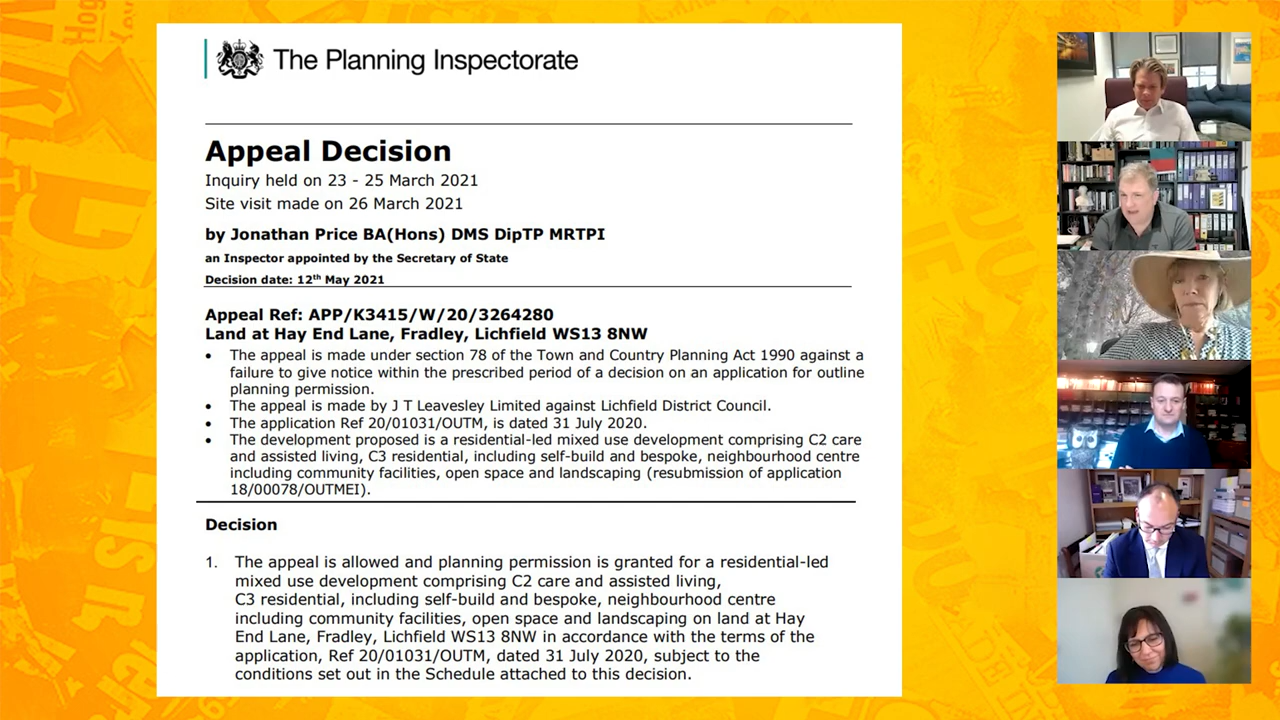 The Planning Inspectorate
Appeal Decision
Inquiry held on 23 - 25 March 2021
Site visit made on 26 March 2021
by Jonathan Price BA(Hons) DMS DipTP MRTPI
an Inspector appointed by the Secretary of State
Decision date: 12th May 2021
Appeal Ref: APP/K3415/W/20/3264280
Land at Hay End Lane, Fradley, Lichfield WS13 8NW
• The appeal is made under section 78 of the Town and Country Planning Act 1990 against a
failure to give notice within the prescribed period of a decision on an application for outline
planning permission.
• The appeal is made by J T Leavesley Limited against Lichfield District Council.
• The application Ref 20/01031/OUTM, is dated 31 July 2020.
• The development proposed is a residential-led mixed use development comprising C2 care
and assisted living, C3 residential, including self-build and bespoke, neighbourhood centre
including community facilities, open space and landscaping (resubmission of application
18/00078/OUTMEI).
Decision
1. The appeal is allowed and planning permission is granted for a residential-led
mixed use development comprising C2 care and assisted living,
C3 residential, including self-build and bespoke, neighbourhood centre
including community facilities, open space and landscaping on land at Hay
End Lane, Fradley, Lichfield WS13 8NW in accordance with the terms of the
application, Ref 20/01031/OUTM, dated 31 July 2020, subject to the
conditions set out in the Schedule attached to this decision.